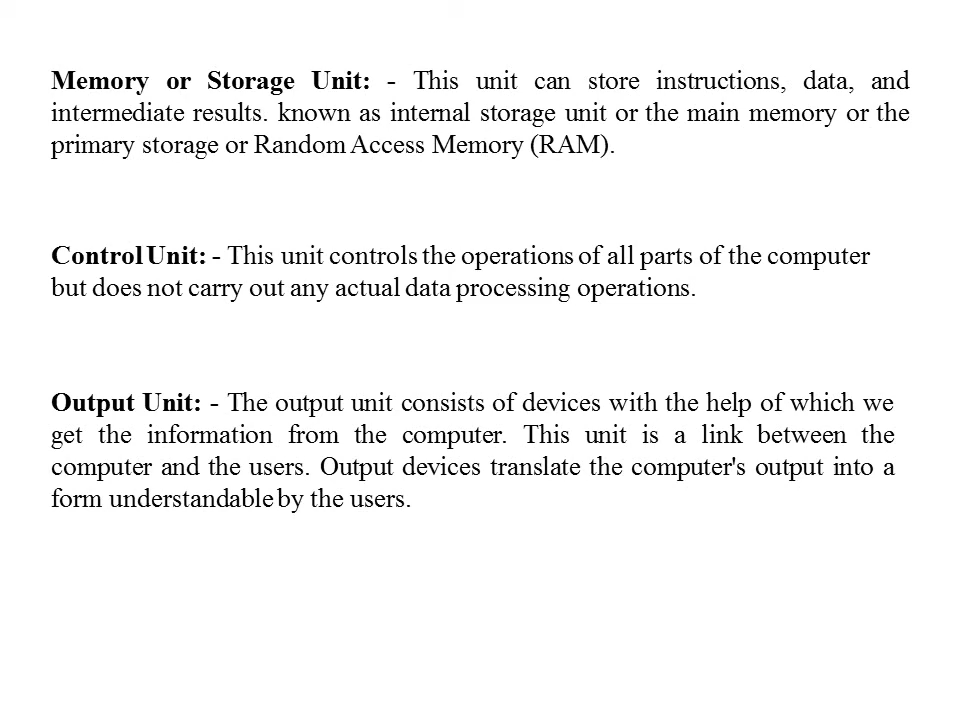 Memory or Storage Unit: - This unit can store instructions, data, and
intermediate results. known as internal storage unit or the main memory or the
primary storage or Random Access Memory (RAM).
Control Unit: - This unit controls the operations of all parts of the computer
but does not carry out any actual data processing operations.
Output Unit: - The output unit consists of devices with the help of which we
get the information from the computer. This unit is a link between the
computer and the users. Output devices translate the computer's output into a
form understandable by the users.